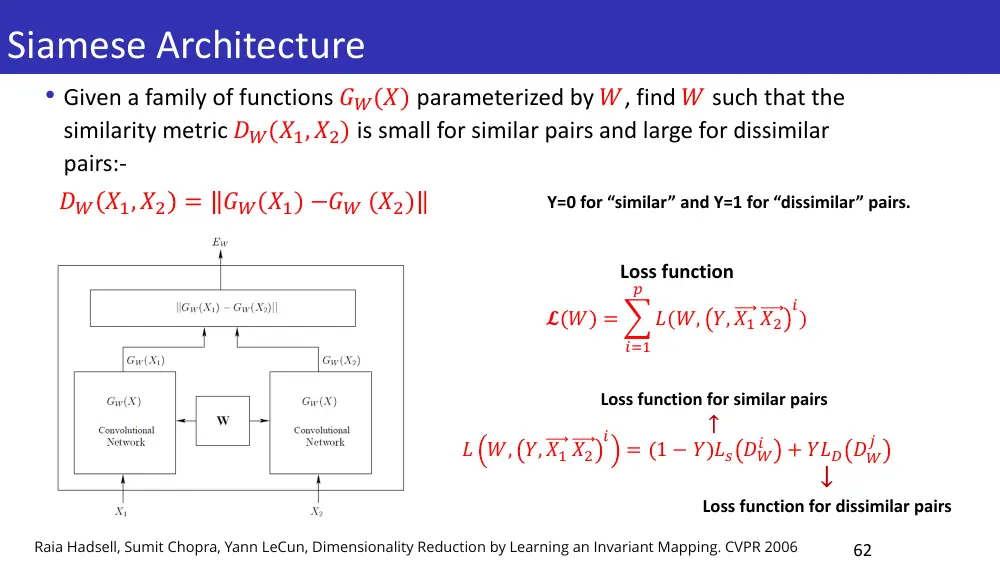 Siamese Architecture
• Given a family of functions G_W(X) parameterized by W, find W such that the
similarity metric D_W(X_1, X_2) is small for similar pairs and large for dissimilar
pairs:-
D_W(X_1, X_2) = ‖G_W(X_1) −G_W (X_2)‖
Y=0 for “similar” and Y=1 for “dissimilar” pairs.
E_W
||G_W(X_1) − G_W(X_2)||
G_W(X_1)
G_W(X_2)
G_W(X)
Convolutional
Network
W
G_W(X)
Convolutional
Network
X_1
X_2
Loss function
𝓛(W) = ∑_{i=1}^{p} L(W, (Y, \overrightarrow{X_1} \overrightarrow{X_2})^i)
Loss function for similar pairs
↑
L (W, (Y, \overrightarrow{X_1} \overrightarrow{X_2})^i) = (1 − Y)L_s(D_W^i) + YL_D(D_W^j)
↓
Loss function for dissimilar pairs
Raia Hadsell, Sumit Chopra, Yann LeCun, Dimensionality Reduction by Learning an Invariant Mapping. CVPR 2006
62